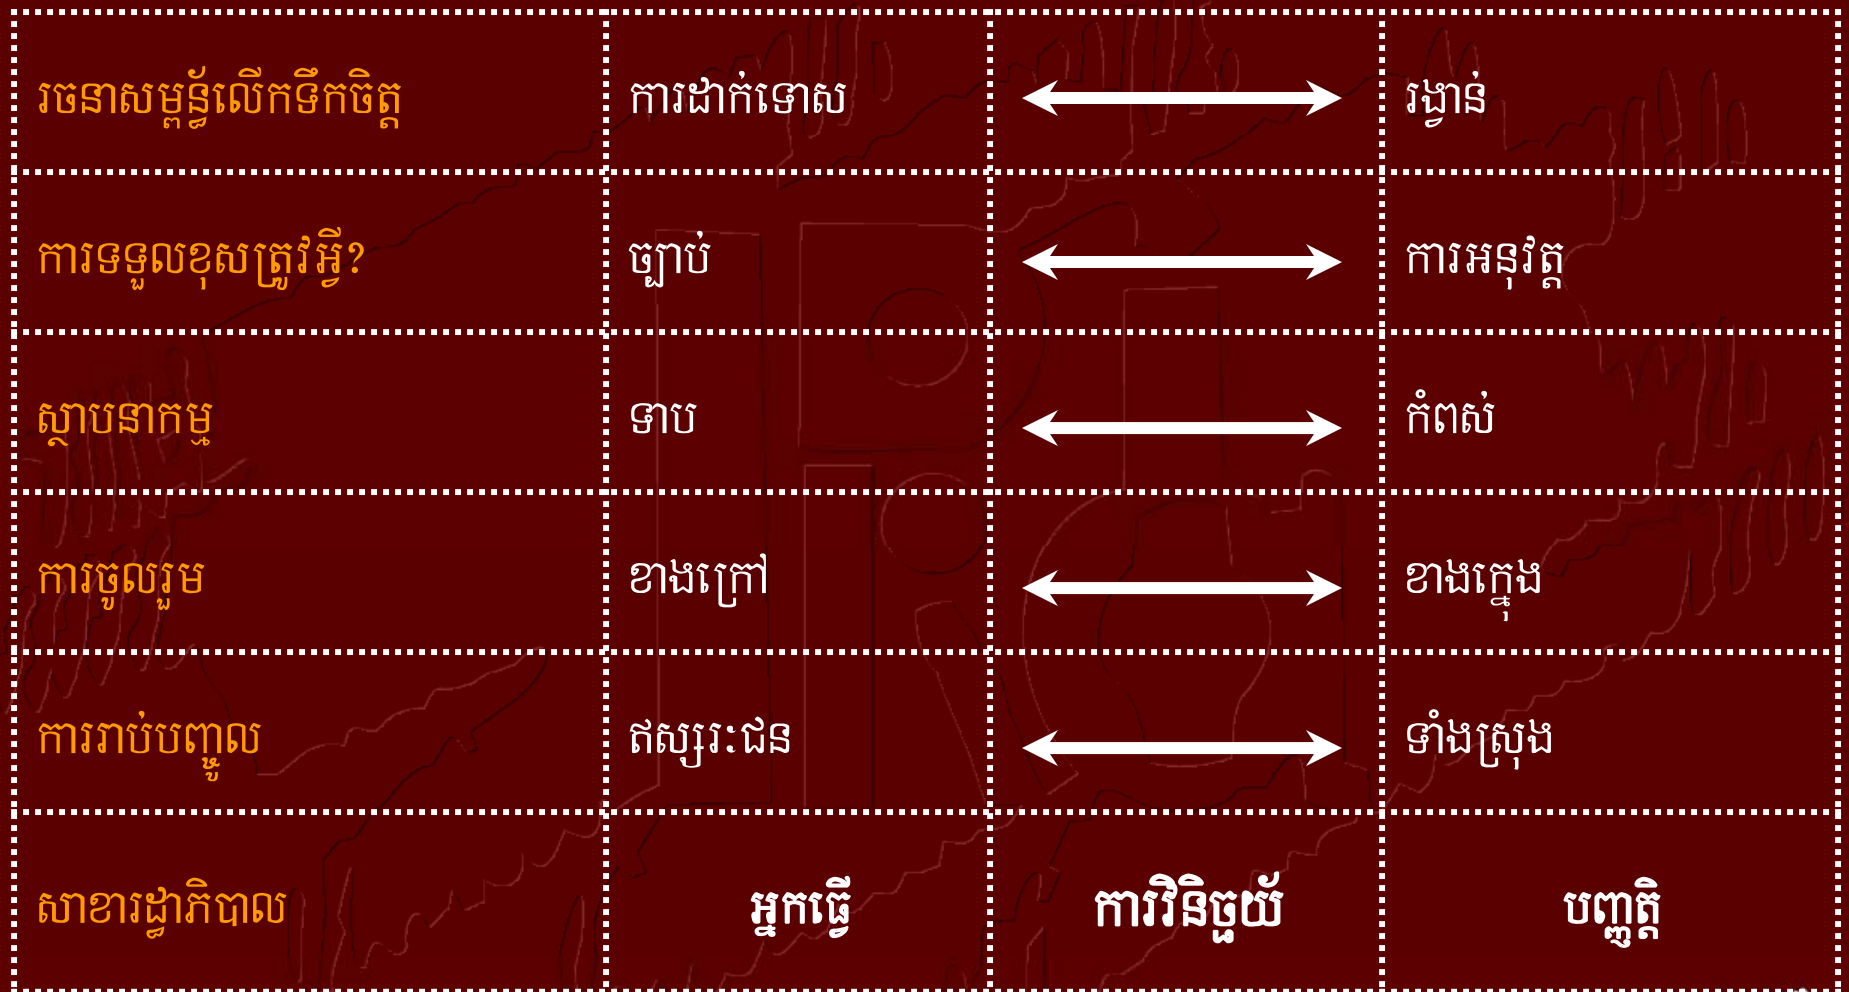 រចនាសម្ពន្ធ័លើកទឹកចិត្ត ការដាក់ទោស រង្វាន់
ការទទួលខុសត្រូវអ្វី? ច្បាប់ ការអនុវត្ត
ស្ថាបនាកម្ម ទាប កំពស់
ការចូលរួម ខាងក្រៅ ខាងក្នេុង
ការរាប់បញ្ចូល ឥស្សរៈជន ទាំងស្រុង
សាខារដ្ធាភិបាល អ្នកធ្វើ ការវិនិច្ឆយ័ បញ្ញត្តិ